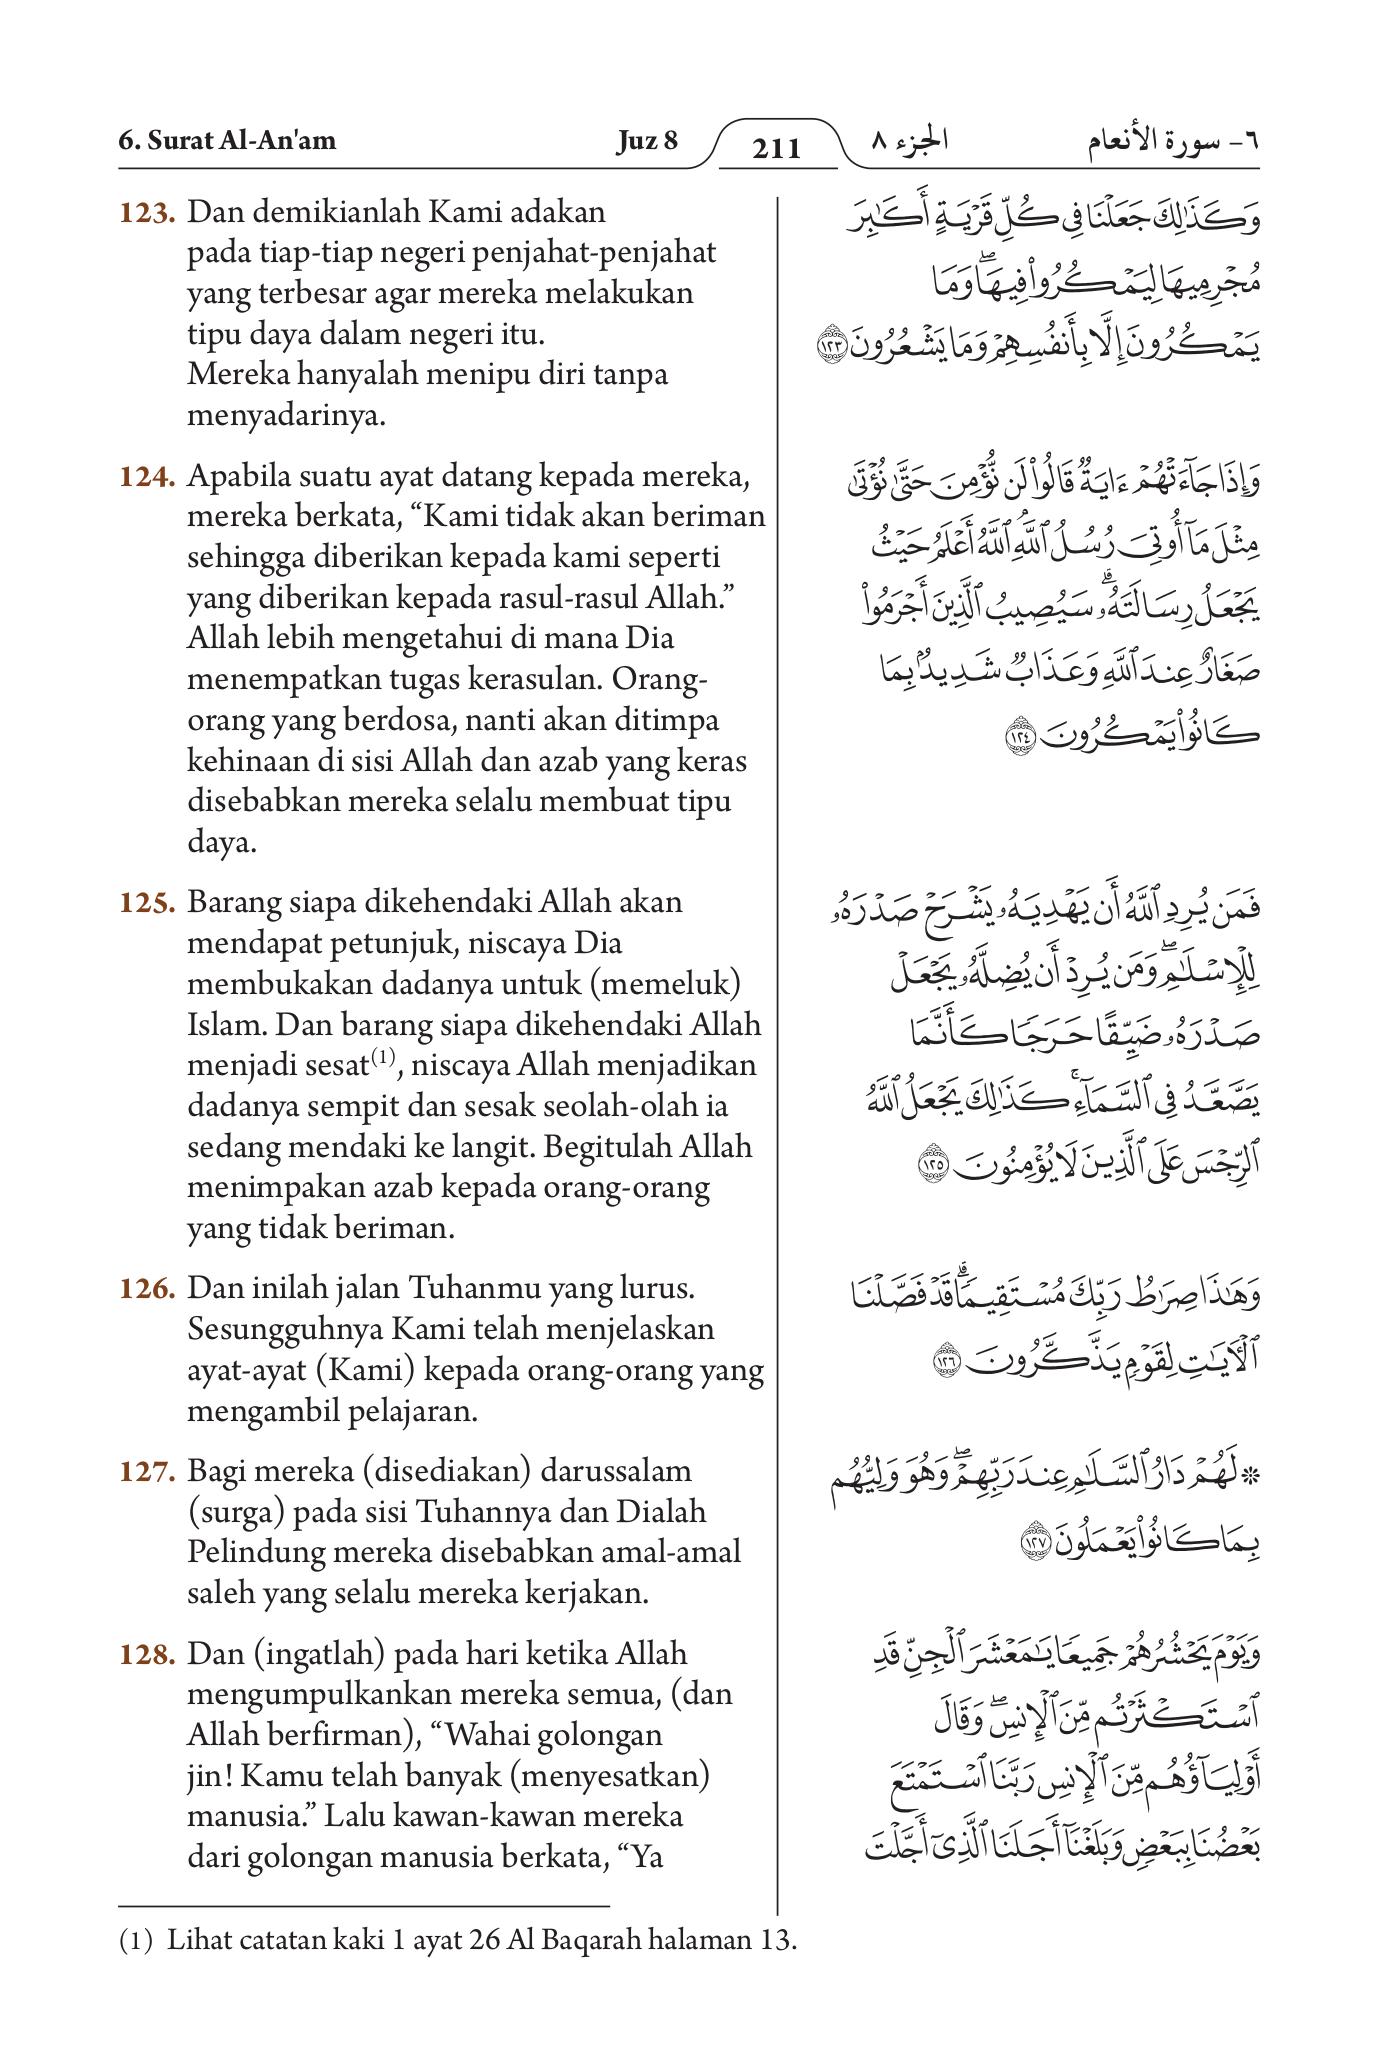 6. Surat Al-An'am
Juz 8
211
الجزء ٨
٦- سورة الأنعام
123. Dan demikianlah Kami adakan
pada tiap-tiap negeri penjahat-penjahat
yang terbesar agar mereka melakukan
tipu daya dalam negeri itu.
Mereka hanyalah menipu diri tanpa
menyadarinya.
124. Apabila suatu ayat datang kepada mereka,
mereka berkata, “Kami tidak akan beriman
sehingga diberikan kepada kami seperti
yang diberikan kepada rasul-rasul Allah.”
Allah lebih mengetahui di mana Dia
menempatkan tugas kerasulan. Orang-
orang yang berdosa, nanti akan ditimpa
kehinaan di sisi Allah dan azab yang keras
disebabkan mereka selalu membuat tipu
daya.
125. Barang siapa dikehendaki Allah akan
mendapat petunjuk, niscaya Dia
membukakan dadanya untuk (memeluk)
Islam. Dan barang siapa dikehendaki Allah
menjadi sesat(1), niscaya Allah menjadikan
dadanya sempit dan sesak seolah-olah ia
sedang mendaki ke langit. Begitulah Allah
menimpakan azab kepada orang-orang
yang tidak beriman.
126. Dan inilah jalan Tuhanmu yang lurus.
Sesungguhnya Kami telah menjelaskan
ayat-ayat (Kami) kepada orang-orang yang
mengambil pelajaran.
127. Bagi mereka (disediakan) darussalam
(surga) pada sisi Tuhannya dan Dialah
Pelindung mereka disebabkan amal-amal
saleh yang selalu mereka kerjakan.
128. Dan (ingatlah) pada hari ketika Allah
mengumpulkankan mereka semua, (dan
Allah berfirman), “Wahai golongan
jin! Kamu telah banyak (menyesatkan)
manusia.” Lalu kawan-kawan mereka
dari golongan manusia berkata, “Ya
وَكَذَٰلِكَ جَعَلْنَا فِي كُلِّ قَرْيَةٍ أَكَٰبِرَ
مُجْرِمِيهَا لِيَمْكُرُوا۟ فِيهَا ۖ وَمَا
يَمْكُرُونَ إِلَّا بِأَنفُسِهِمْ وَمَا يَشْعُرُونَ ١٢٣
وَإِذَا جَآءَتْهُمْ ءَايَةٌ قَالُوا۟ لَن نُّؤْمِنَ حَتَّىٰ نُؤْتَىٰ
مِثْلَ مَآ أُوتِيَ رُسُلُ ٱللَّهِ ۘ ٱللَّهُ أَعْلَمُ حَيْثُ
يَجْعَلُ رِسَالَتَهُۥ ۗ سَيُصِيبُ ٱلَّذِينَ أَجْرَمُوا۟
صَغَارٌ عِندَ ٱللَّهِ وَعَذَابٌ شَدِيدٌۢ بِمَا
كَانُوا۟ يَمْكُرُونَ ١٢٤
فَمَن يُرِدِ ٱللَّهُ أَن يَهْدِيَهُۥ يَشْرَحْ صَدْرَهُۥ
لِلْإِسْلَٰمِ ۖ وَمَن يُرِدْ أَن يُضِلَّهُۥ يَجْعَلْ
صَدْرَهُۥ ضَيِّقًا حَرَجًا كَأَنَّمَا
يَصَّعَّدُ فِي ٱلسَّمَآءِ ۚ كَذَٰلِكَ يَجْعَلُ ٱللَّهُ
ٱلرِّجْسَ عَلَى ٱلَّذِينَ لَا يُؤْمِنُونَ ١٢٥
وَهَٰذَا صِرَٰطُ رَبِّكَ مُسْتَقِيمًا ۗ قَدْ فَصَّلْنَا
ٱلْءَايَٰتِ لِقَوْمٍ يَذَّكَّرُونَ ١٢٦
۞ لَهُمْ دَارُ ٱلسَّلَٰمِ عِندَ رَبِّهِمْ ۖ وَهُوَ وَلِيُّهُم
بِمَا كَانُوا۟ يَعْمَلُونَ ١٢٧
وَيَوْمَ يَحْشُرُهُمْ جَمِيعًا يَٰمَعْشَرَ ٱلْجِنِّ قَدِ
ٱسْتَكْثَرْتُم مِّنَ ٱلْإِنسِ ۖ وَقَالَ
أَوْلِيَآؤُهُم مِّنَ ٱلْإِنسِ رَبَّنَا ٱسْتَمْتَعَ
بَعْضُنَا بِبَعْضٍ وَبَلَغْنَآ أَجَلَنَا ٱلَّذِيٓ أَجَّلْتَ
(1) Lihat catatan kaki 1 ayat 26 Al Baqarah halaman 13.